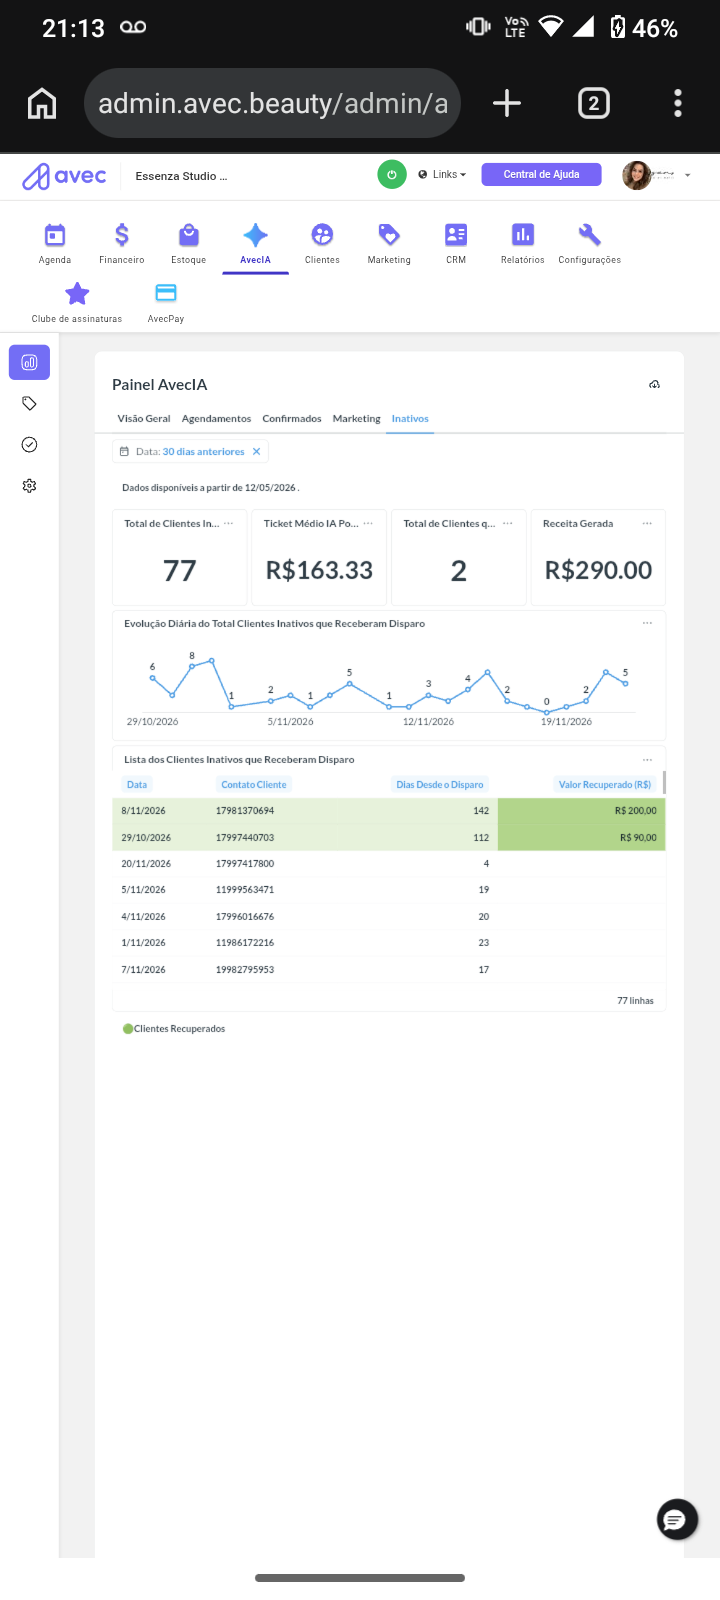 21:13
Vo LTE
46%
admin.avec.beauty/admin/a
2
avec
Essenza Studio ...
Links
Central de Ajuda
Agenda
Financeiro
Estoque
AvecIA
Clientes
Marketing
CRM
Relatórios
Configurações
Clube de assinaturas
AvecPay
Painel AvecIA
Visão Geral Agendamentos Confirmados Marketing Inativos
Data: 30 dias anteriores
Dados disponíveis a partir de 12/05/2026 .
Total de Clientes In... ...
Ticket Médio IA Po... ...
Total de Clientes q... ...
Receita Gerada ...
77
R$163.33
2
R$290.00
Evolução Diária do Total Clientes Inativos que Receberam Disparo ...
6 8 1 2 1 5 1 3 4 2 0 2 5
29/10/2026 5/11/2026 12/11/2026 19/11/2026
Lista dos Clientes Inativos que Receberam Disparo ...
Data Contato Cliente Dias Desde o Disparo Valor Recuperado (R$)
8/11/2026 17981370694 142 R$ 200,00
29/10/2026 17997440703 112 R$ 90,00
20/11/2026 17997417800 4
5/11/2026 11999563471 19
4/11/2026 17996016676 20
1/11/2026 11986172216 23
7/11/2026 19982795953 17
77 linhas
Clientes Recuperados